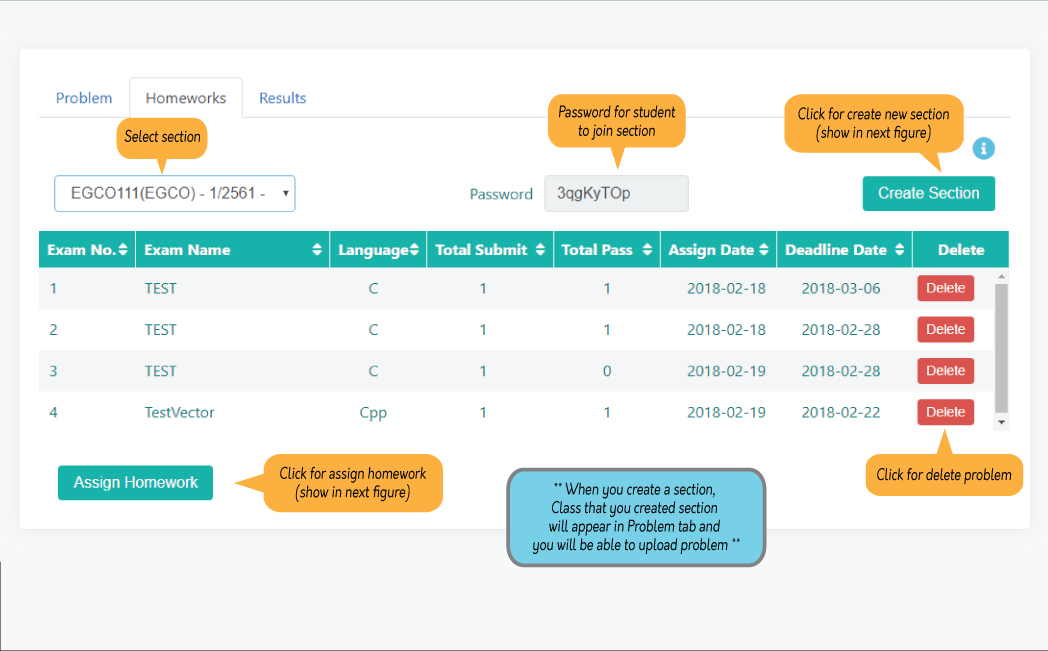 Problem Homeworks Results
Select section
Password for student
to join section
Click for create new section
(show in next figure)
EGCO111(EGCO) - 1/2561 -
Password 3qgKyTOp
Create Section
Exam No. Exam Name Language Total Submit Total Pass Assign Date Deadline Date Delete
1 TEST C 1 1 2018-02-18 2018-03-06 Delete
2 TEST C 1 1 2018-02-18 2018-02-28 Delete
3 TEST C 1 0 2018-02-19 2018-02-28 Delete
4 TestVector Cpp 1 1 2018-02-19 2018-02-22 Delete
Assign Homework
Click for assign homework
(show in next figure)
** When you create a section,
Class that you created section
will appear in Problem tab and
you will be able to upload problem **
Click for delete problem